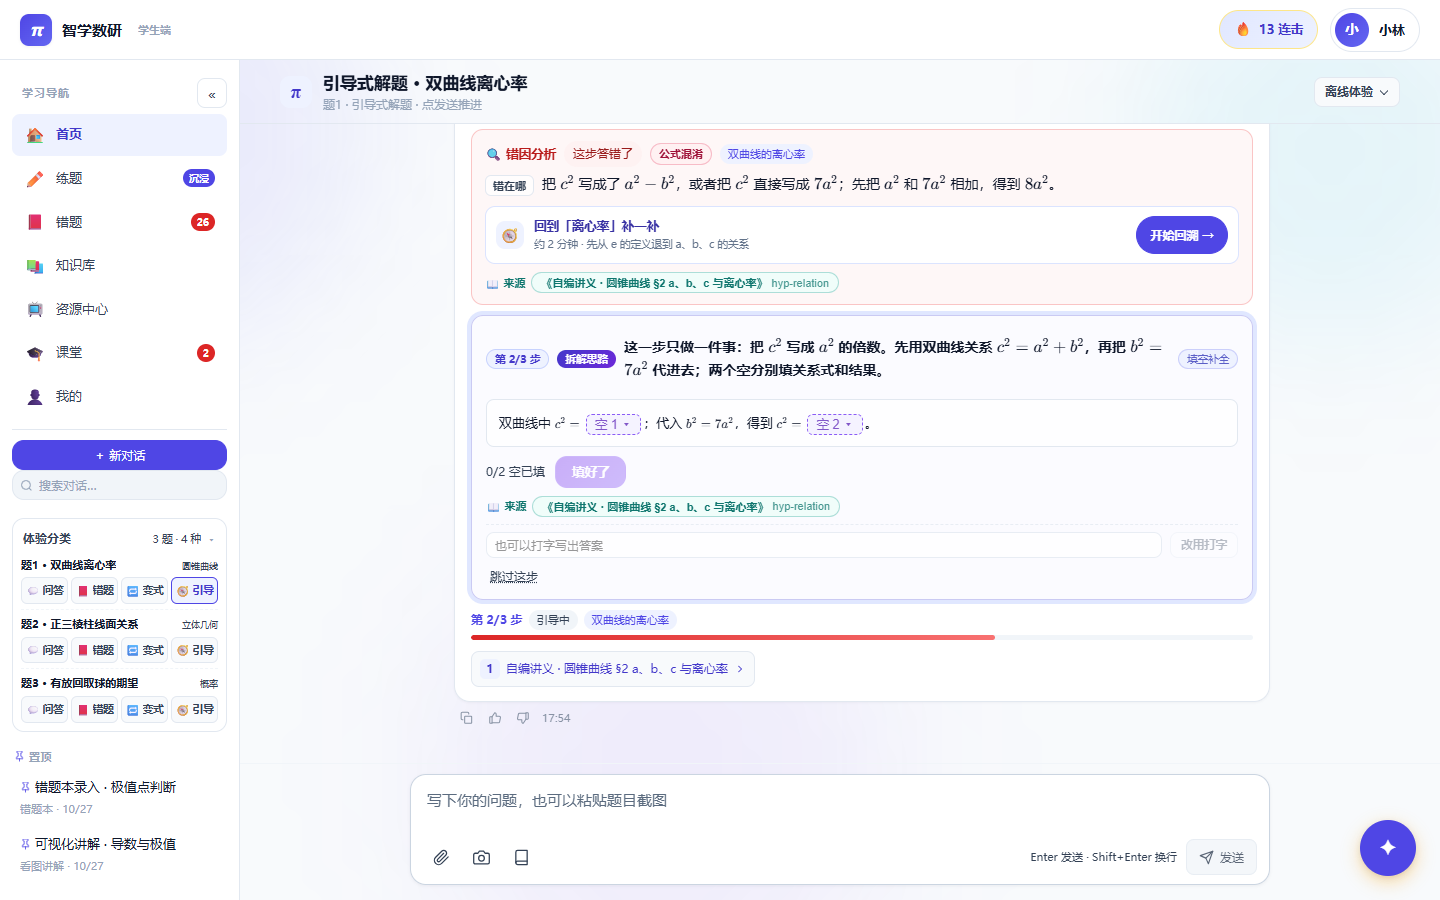 π 智学数研 学生端
13 连击
小 小林
学习导航 «
首页
练题 沉浸
错题 26
知识库
资源中心
课堂 2
我的
+ 新对话
搜索对话...
体验分类 3 题 · 4 种
题1 • 双曲线离心率 圆锥曲线
问答 错题 变式 引导
题2 • 正三棱柱线面关系 立体几何
问答 错题 变式 引导
题3 • 有放回取球的期望 概率
问答 错题 变式 引导
置顶
错题本录入 · 极值点判断
错题本 · 10/27
可视化讲解 · 导数与极值
看图讲解 · 10/27
π 引导式解题 • 双曲线离心率
题1 · 引导式解题 · 点发送推进
离线体验
错因分析 这步答错了 公式混淆 双曲线的离心率
错在哪 把 c² 写成了 a² − b²，或者把 c² 直接写成 7a²；先把 a² 和 7a² 相加，得到 8a²。
回到「离心率」补一补
约 2 分钟 · 先从 e 的定义退到 a、b、c 的关系
开始回溯 →
来源 《自编讲义 · 圆锥曲线 §2 a、b、c 与离心率》 hyp-relation
第 2/3 步 拆解思路 这一步只做一件事：把 c² 写成 a² 的倍数。先用双曲线关系 c² = a² + b²，再把 b² =
7a² 代进去；两个空分别填关系式和结果。
填空补全
双曲线中 c² = 空 1 ；代入 b² = 7a²，得到 c² = 空 2 。
0/2 空已填 填好了
来源 《自编讲义 · 圆锥曲线 §2 a、b、c 与离心率》 hyp-relation
也可以打字写出答案 改用打字
跳过这步
第 2/3 步 引导中 双曲线的离心率
1 自编讲义 · 圆锥曲线 §2 a、b、c 与离心率 ›
17:54
写下你的问题，也可以粘贴题目截图
Enter 发送 · Shift+Enter 换行 发送